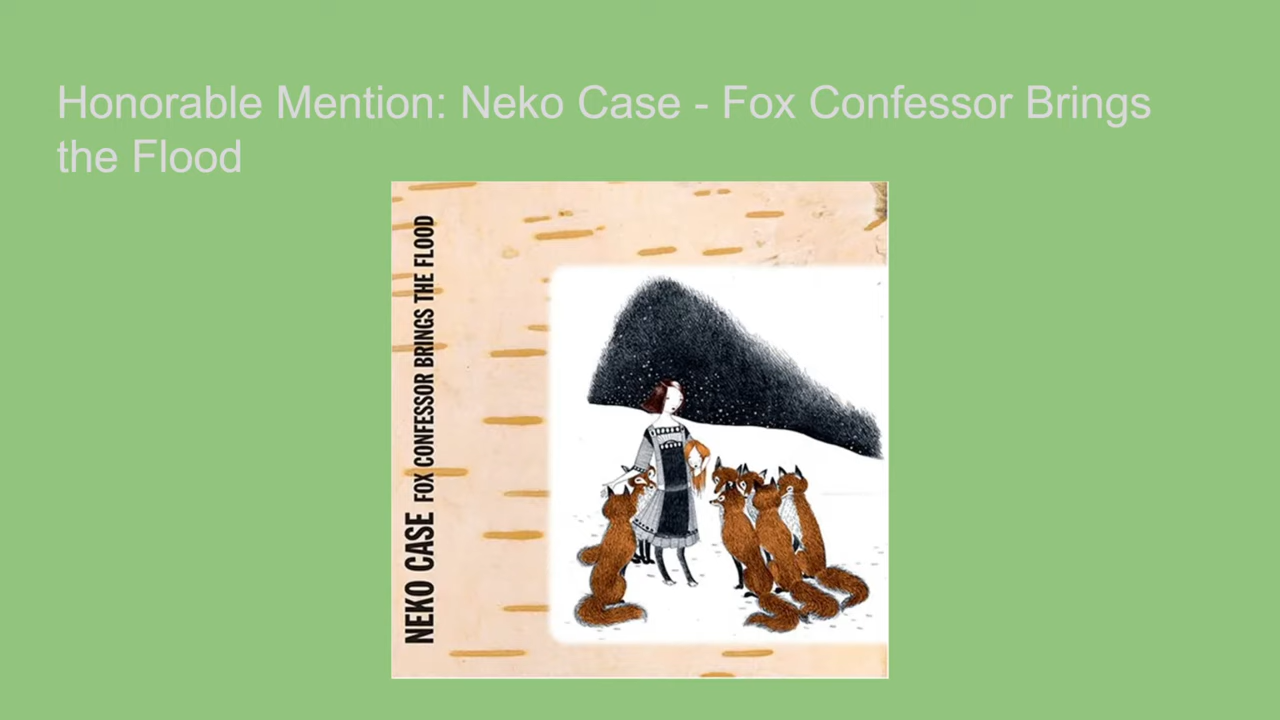 Honorable Mention: Neko Case - Fox Confessor Brings
the Flood
NEKO CASE FOX CONFESSOR BRINGS THE FLOOD